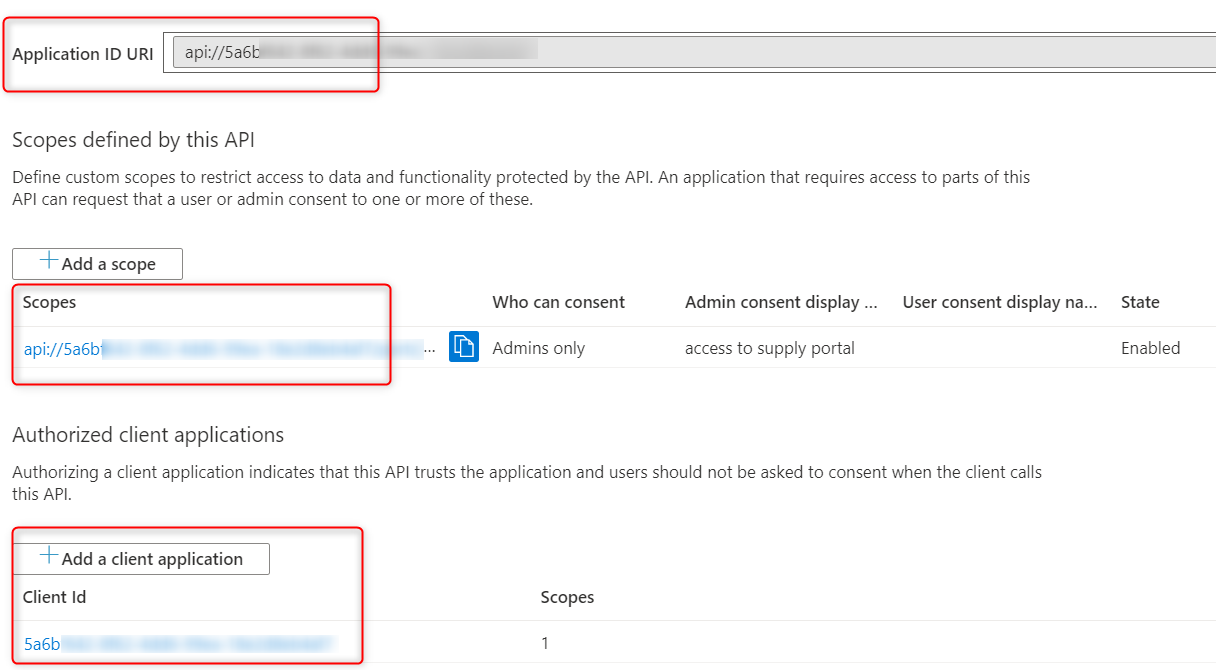 Application ID URI
api://5a6b
Scopes defined by this API
Define custom scopes to restrict access to data and functionality protected by the API. An application that requires access to parts of this
API can request that a user or admin consent to one or more of these.
Add a scope
Scopes Who can consent Admin consent display ... User consent display na... State
api://5a6bf ... Admins only access to supply portal Enabled
Authorized client applications
Authorizing a client application indicates that this API trusts the application and users should not be asked to consent when the client calls
this API.
Add a client application
Client Id Scopes
5a6b 1